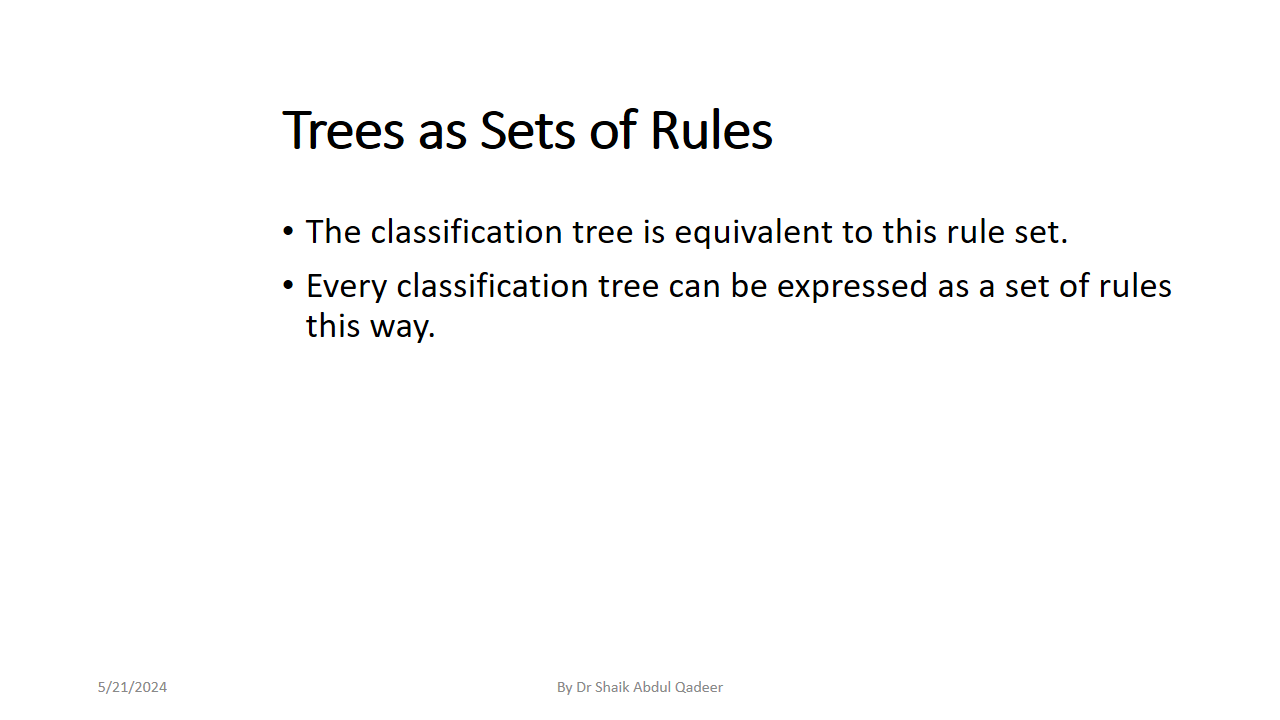 Trees as Sets of Rules
• The classification tree is equivalent to this rule set.
• Every classification tree can be expressed as a set of rules
this way.
5/21/2024
By Dr Shaik Abdul Qadeer